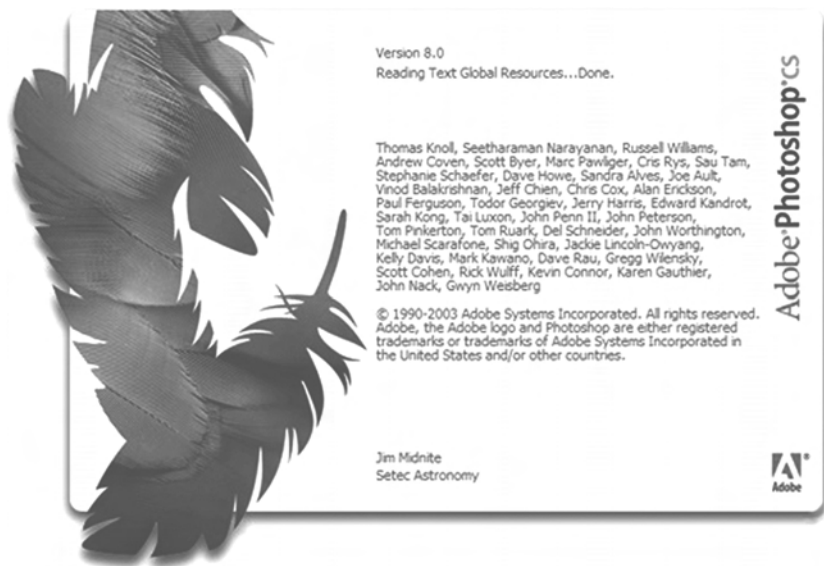 Version 8.0
Reading Text Global Resources...Done.
Thomas Knoll, Seetharaman Narayanan, Russell Williams,
Andrew Coven, Scott Byer, Marc Pawliger, Cris Rys, Sau Tam,
Stephanie Schaefer, Dave Howe, Sandra Alves, Joe Ault,
Vinod Balakrishnan, Jeff Chien, Chris Cox, Alan Erickson,
Paul Ferguson, Todor Georgiev, Jerry Harris, Edward Kandrot,
Sarah Kong, Tai Luxon, John Penn II, John Peterson,
Tom Pinkerton, Tom Ruark, Del Schneider, John Worthington,
Michael Scarafone, Shig Ohira, Jackie Lincoln-Owyang,
Kelly Davis, Mark Kawano, Dave Rau, Gregg Wilensky,
Scott Cohen, Rick Wulff, Kevin Connor, Karen Gauthier,
John Nack, Gwyn Weisberg
© 1990-2003 Adobe Systems Incorporated. All rights reserved.
Adobe, the Adobe logo and Photoshop are either registered
trademarks or trademarks of Adobe Systems Incorporated in
the United States and/or other countries.
Jim Midnite
Setec Astronomy
Adobe® Photoshop® CS
Adobe®